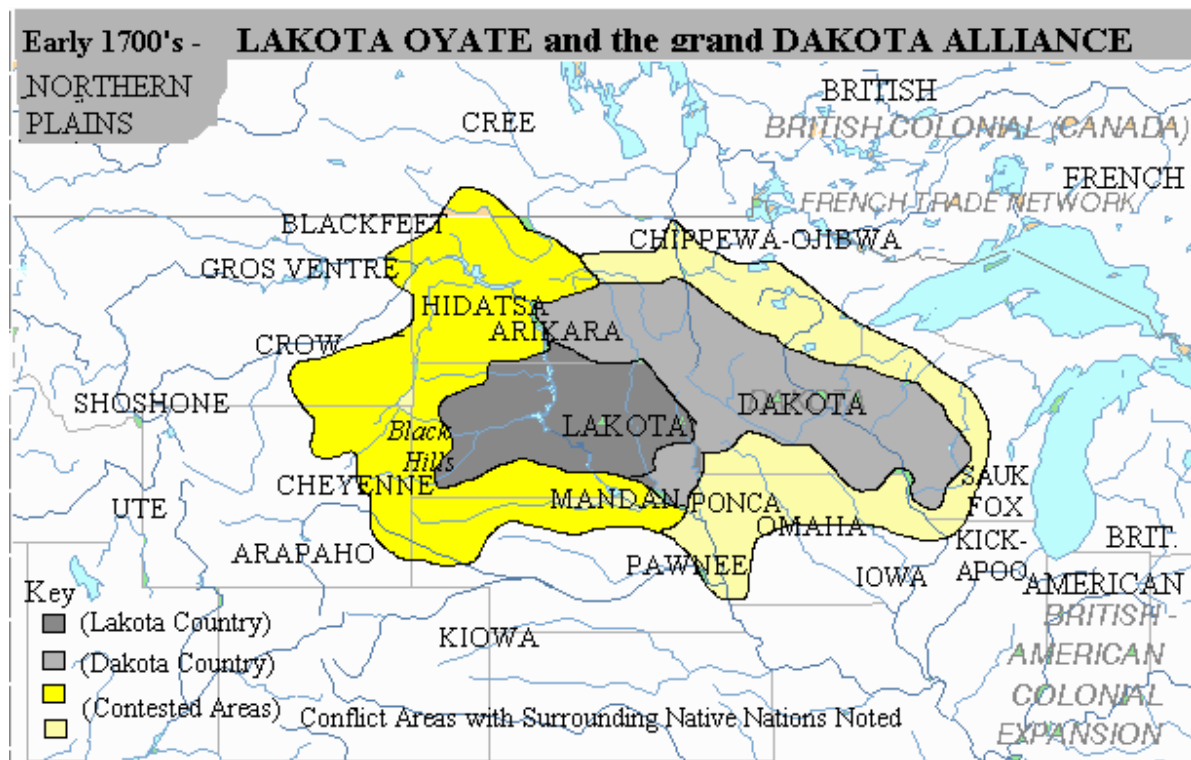 Early 1700's - LAKOTA OYATE and the grand DAKOTA ALLIANCE
NORTHERN
PLAINS
BRITISH
CREE
BRITISH COLONIAL (CANADA)
FRENCH
FRENCH TRADE NETWORK
BLACKFEET
CHIPPEWA-OJIBWA
GROS VENTRE
HIDATSA
ARIKARA
CROW
SHOSHONE
DAKOTA
LAKOTA
Black
Hills
CHEYENNE
SAUK
FOX
MANDAN
PONCA
UTE
OMAHA
BRIT.
KICK-
APOO
ARAPAHO
PAWNEE
IOWA
AMERICAN
Key
(Lakota Country)
KIOWA
BRITISH -
AMERICAN
COLONIAL
EXPANSION
(Dakota Country)
(Contested Areas)
Conflict Areas with Surrounding Native Nations Noted